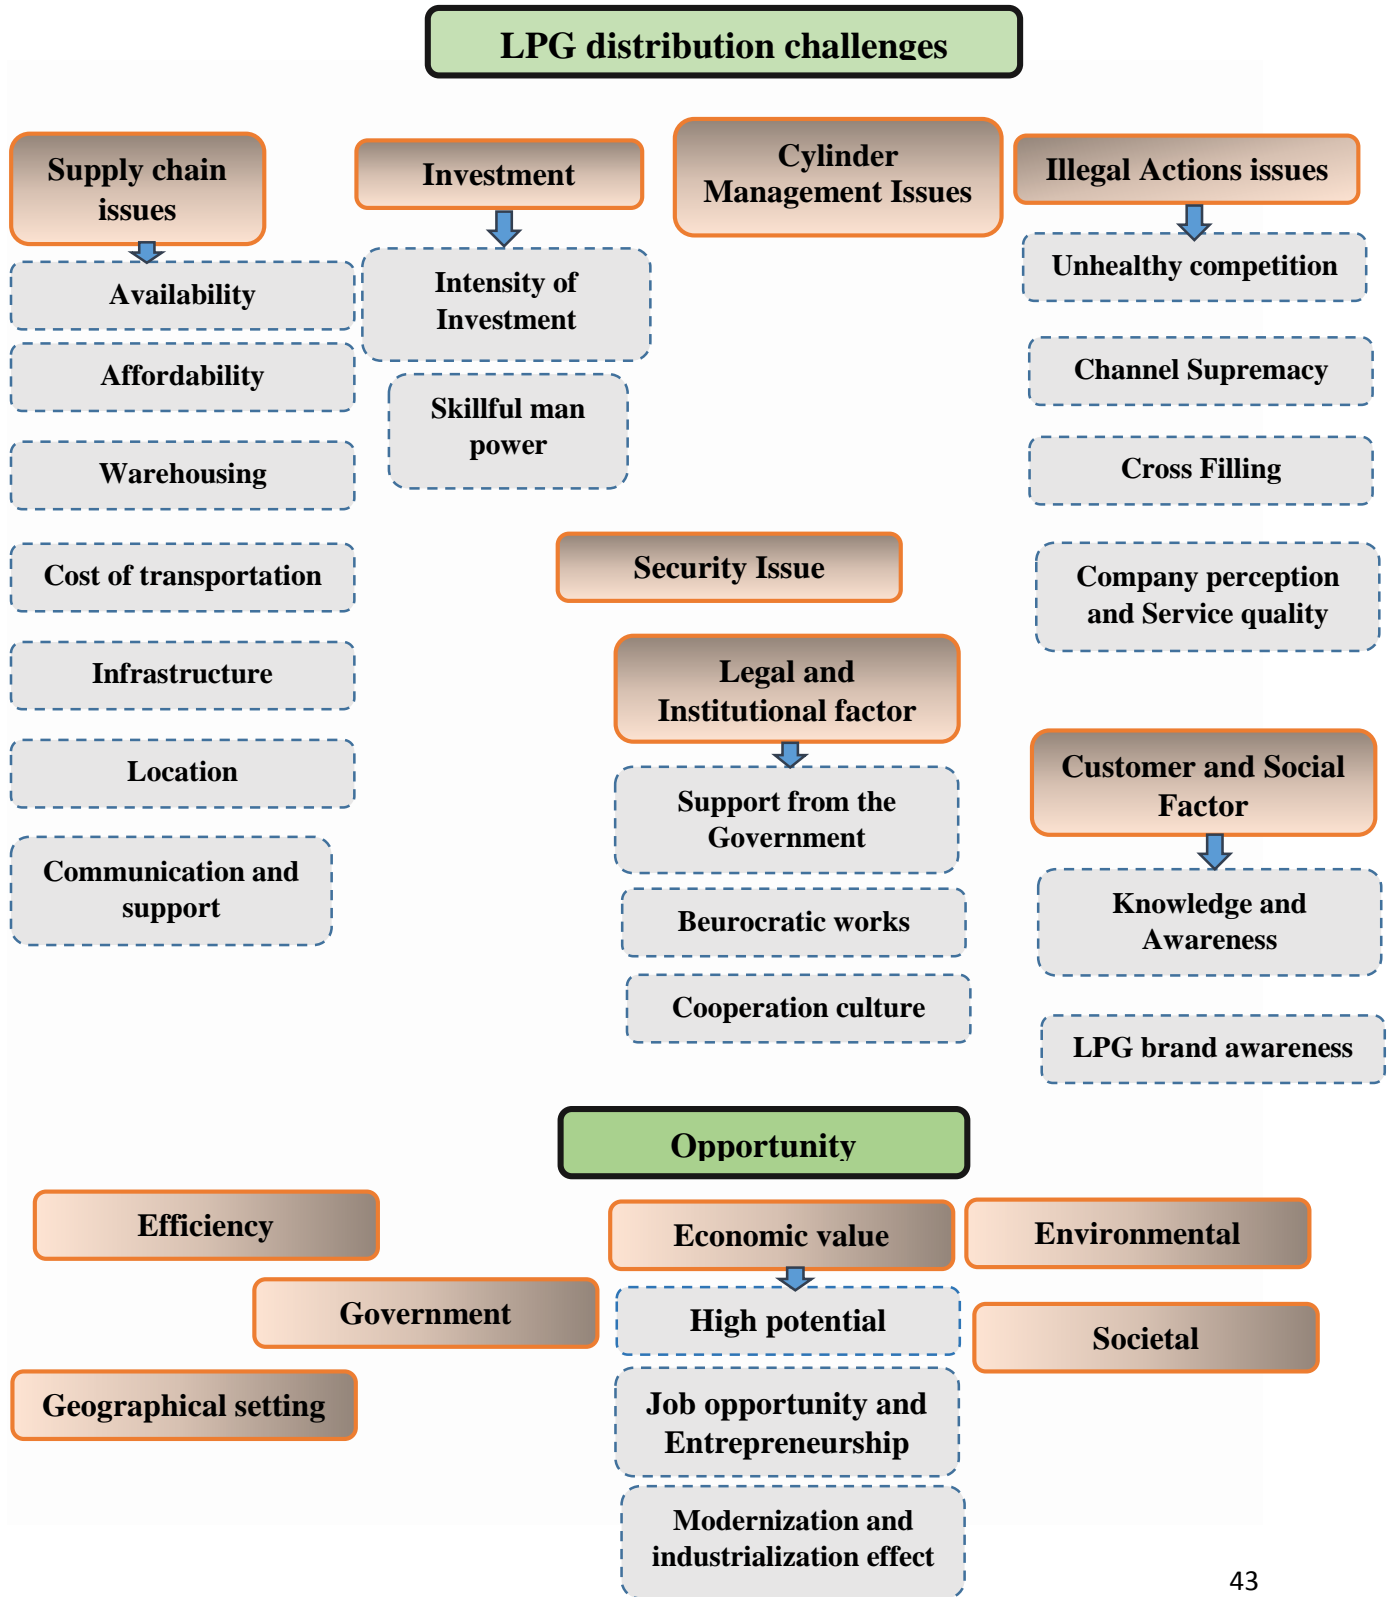 LPG distribution challenges
Supply chain
issues
Availability
Affordability
Warehousing
Cost of transportation
Infrastructure
Location
Communication and
support
Investment
Intensity of
Investment
Skillful man
power
Cylinder
Management Issues
Illegal Actions issues
Unhealthy competition
Channel Supremacy
Cross Filling
Company perception
and Service quality
Security Issue
Legal and
Institutional factor
Support from the
Government
Beurocratic works
Cooperation culture
Customer and Social
Factor
Knowledge and
Awareness
LPG brand awareness
Opportunity
Efficiency
Government
Geographical setting
Economic value
High potential
Job opportunity and
Entrepreneurship
Modernization and
industrialization effect
Environmental
Societal
43